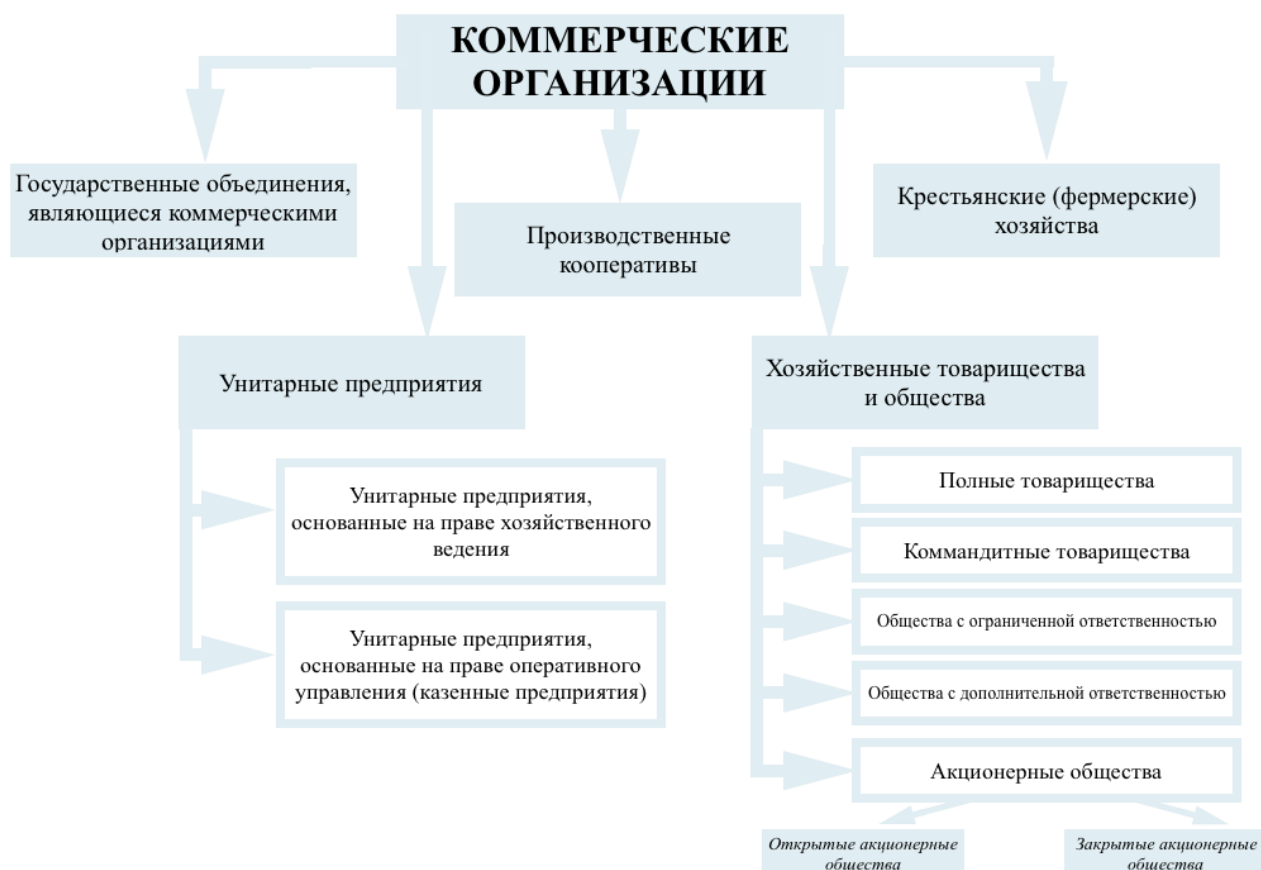 КОММЕРЧЕСКИЕ
ОРГАНИЗАЦИИ
Государственные объединения,
являющиеся коммерческими
организациями
Производственные
кооперативы
Крестьянские (фермерские)
хозяйства
Унитарные предприятия
Унитарные предприятия,
основанные на праве хозяйственного
ведения
Унитарные предприятия,
основанные на праве оперативного
управления (казенные предприятия)
Хозяйственные товарищества
и общества
Полные товарищества
Коммандитные товарищества
Общества с ограниченной ответственностью
Общества с дополнительной ответственностью
Акционерные общества
Открытые акционерные
общества
Закрытые акционерные
общества